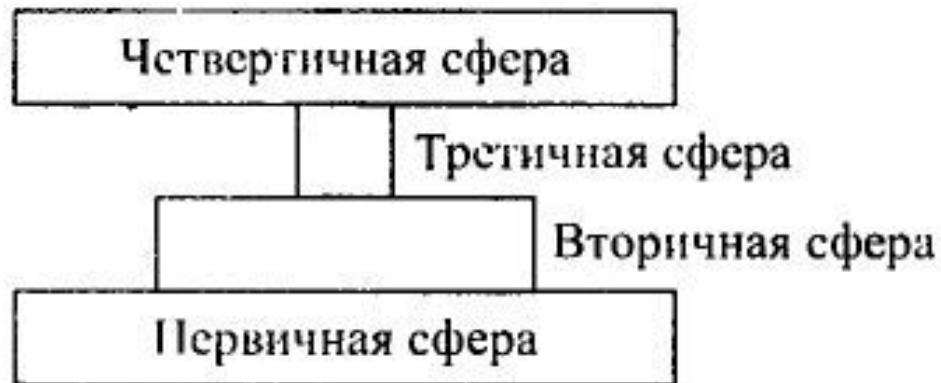 Четвертичная сфера
Третичная сфера
Вторичная сфера
Первичная сфера